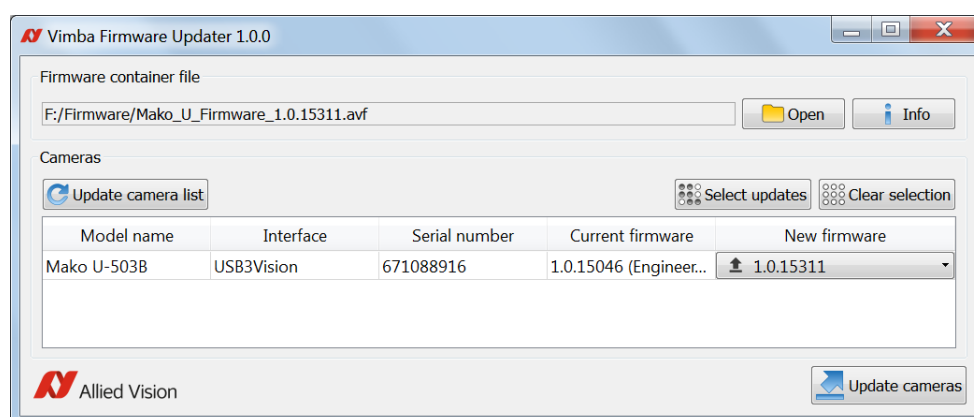 Vimba Firmware Updater 1.0.0
Firmware container file
F:/Firmware/Mako_U_Firmware_1.0.15311.avf
Open
Info
Cameras
Update camera list
Select updates
Clear selection
Model name Interface Serial number Current firmware New firmware
Mako U-503B USB3Vision 671088916 1.0.15046 (Engineer... 1.0.15311
Allied Vision
Update cameras